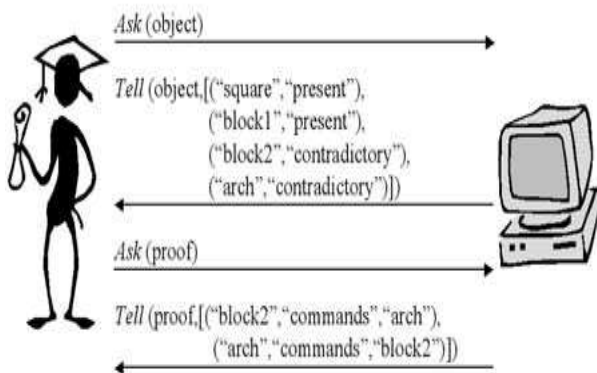 Ask (object)
Tell (object,[(“square”,“present”),
(“block1”,“present”),
(“block2”,“contradictory”),
(“arch”,“contradictory”)])
Ask (proof)
Tell (proof,[(“block2”,“commands”,“arch”),
(“arch”,“commands”,“block2”)])